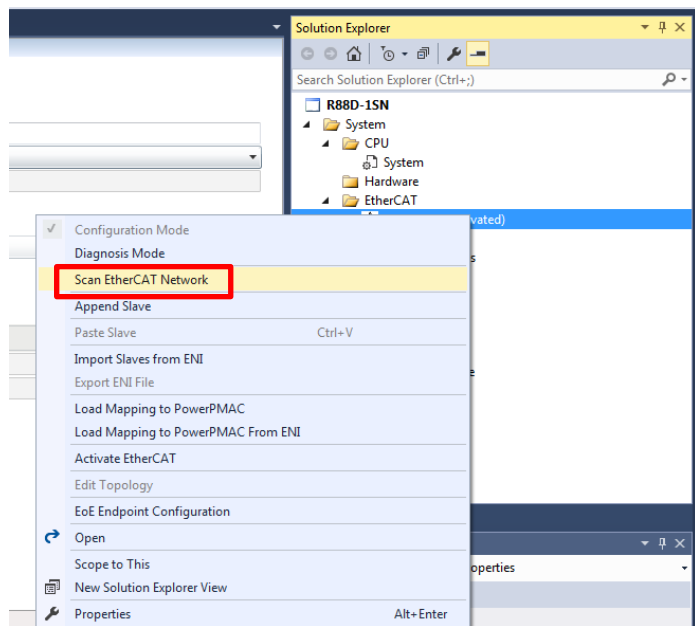 Solution Explorer
Search Solution Explorer (Ctrl+;)
R88D-1SN
System
CPU
System
Hardware
EtherCAT
vated)
s
e
Configuration Mode
Diagnosis Mode
Scan EtherCAT Network
Append Slave
Paste Slave Ctrl+V
Import Slaves from ENI
Export ENI File
Load Mapping to PowerPMAC
Load Mapping to PowerPMAC From ENI
Activate EtherCAT
Edit Topology
EoE Endpoint Configuration
Open
Scope to This
New Solution Explorer View
Properties Alt+Enter
operties